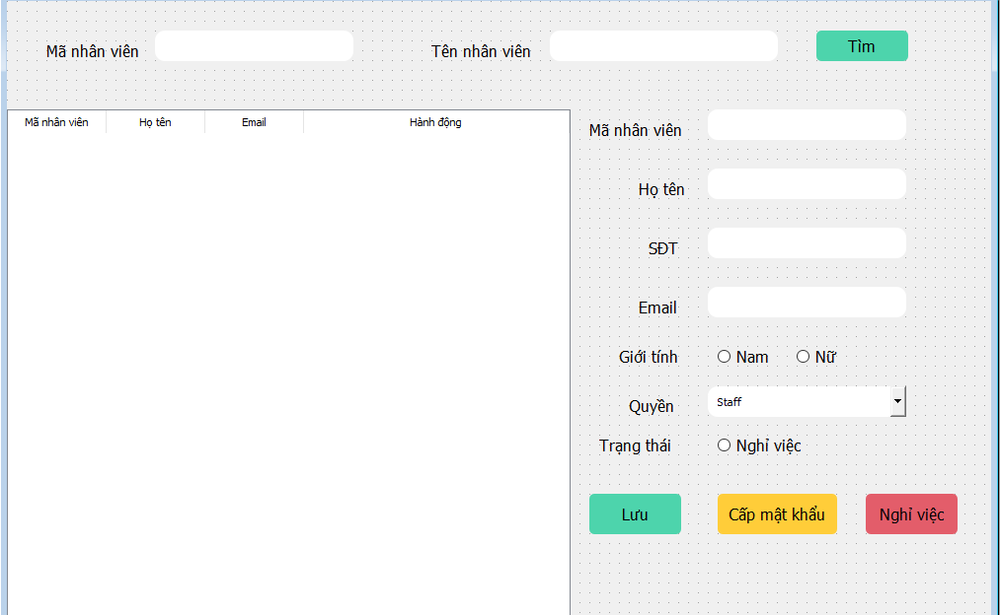 Mã nhân viên Tên nhân viên Tìm
Mã nhân viên Họ tên Email Hành động
Mã nhân viên
Họ tên
SĐT
Email
Giới tính Nam Nữ
Quyền Staff
Trạng thái Nghỉ việc
Lưu Cấp mật khẩu Nghỉ việc